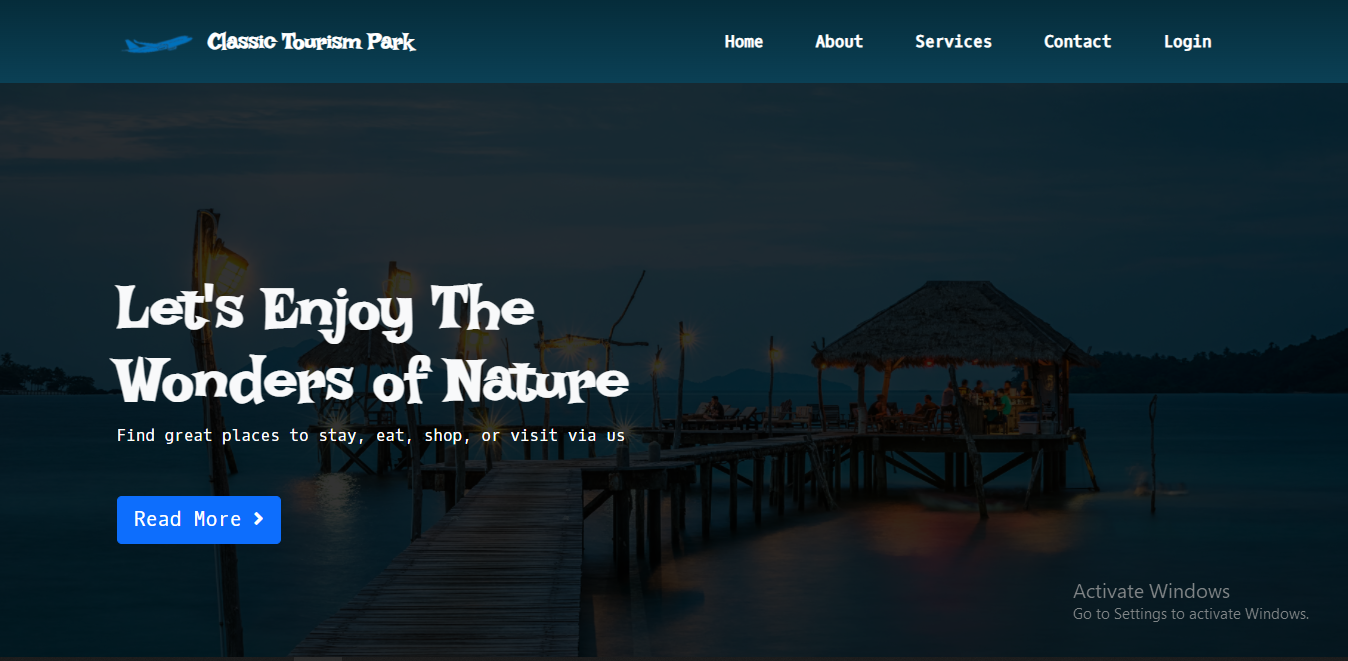 Classic Tourism Park
Home About Services Contact Login
Let's Enjoy The
Wonders of Nature
Find great places to stay, eat, shop, or visit via us
Read More
Activate Windows
Go to Settings to activate Windows.